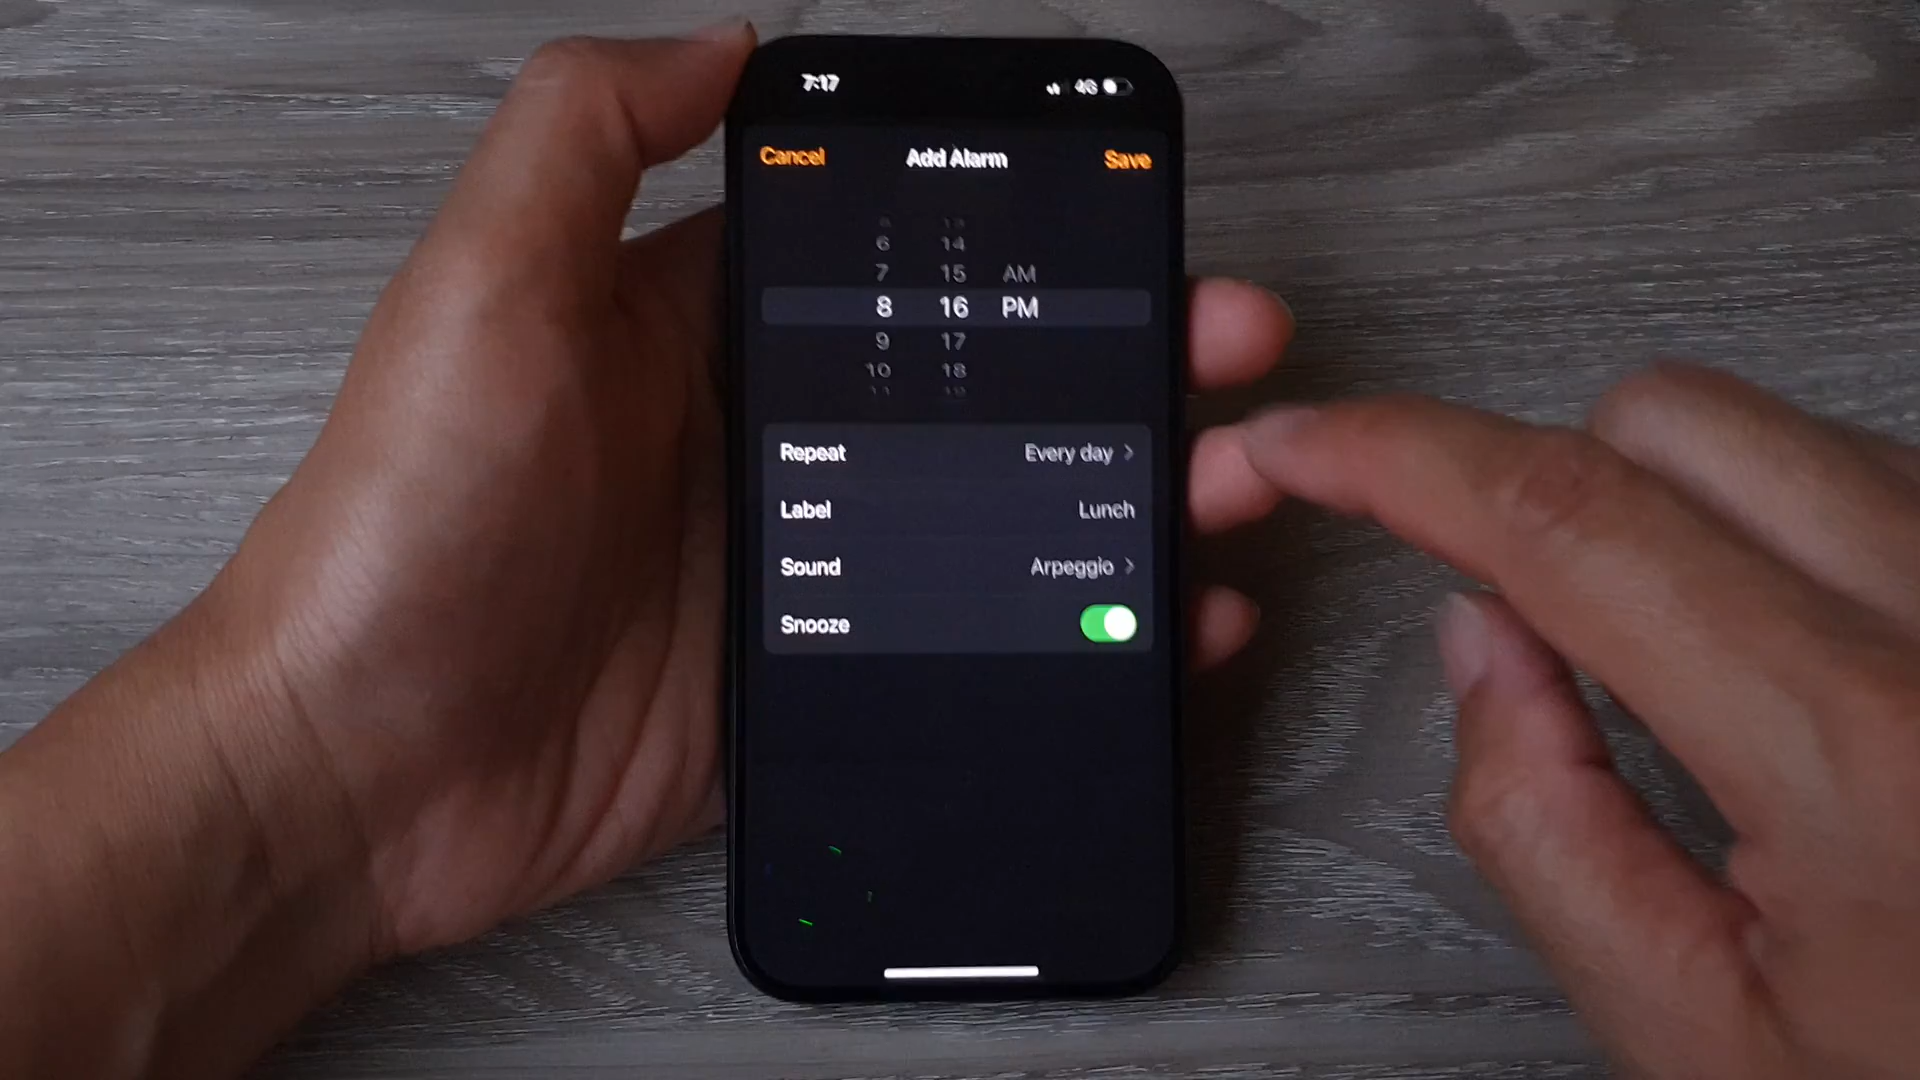 7:17 4G
Cancel Add Alarm Save
6 14
7 15 AM
8 16 PM
9 17
10 18
Repeat Every day >
Label Lunch
Sound Arpeggio >
Snooze